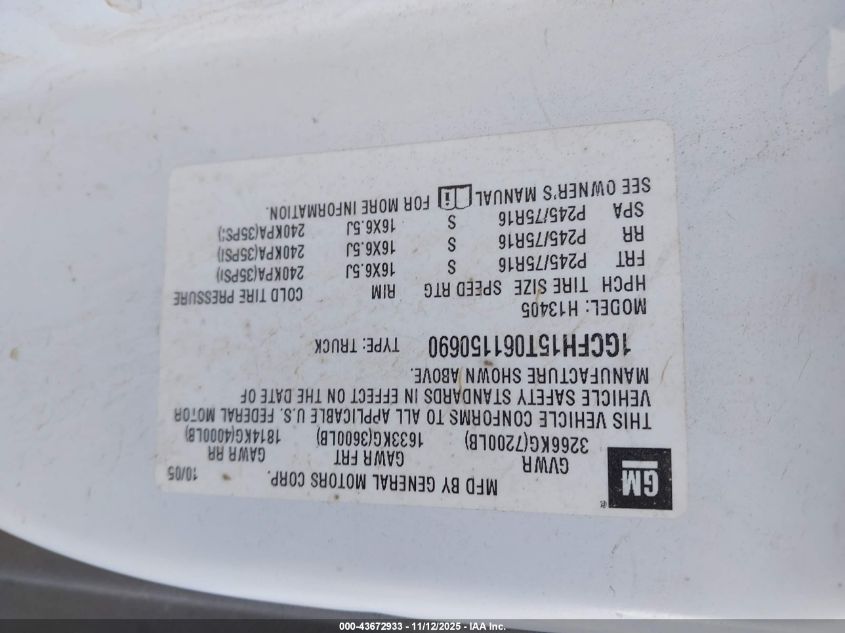 GM
MFD BY GENERAL MOTORS CORP. 10/05
GVWR GAWR FRT GAWR RR
3266KG(7200LB) 1633KG(3600LB) 1814KG(4000LB)
THIS VEHICLE CONFORMS TO ALL APPLICABLE U.S. FEDERAL MOTOR
VEHICLE SAFETY STANDARDS IN EFFECT ON THE DATE OF
MANUFACTURE SHOWN ABOVE.
1GCFH15T061150690 TYPE: TRUCK
MODEL: H13405
HPCH TIRE SIZE SPEED RTG RIM COLD TIRE PRESSURE
FRT P245/75R16 S 16X6.5J 240KPA(35PSI)
RR P245/75R16 S 16X6.5J 240KPA(35PSI)
SPA P245/75R16 S 16X6.5J 240KPA(35PSI)
SEE OWNER'S MANUAL FOR MORE INFORMATION.
000-43672933 - 11/12/2025 - IAA Inc.